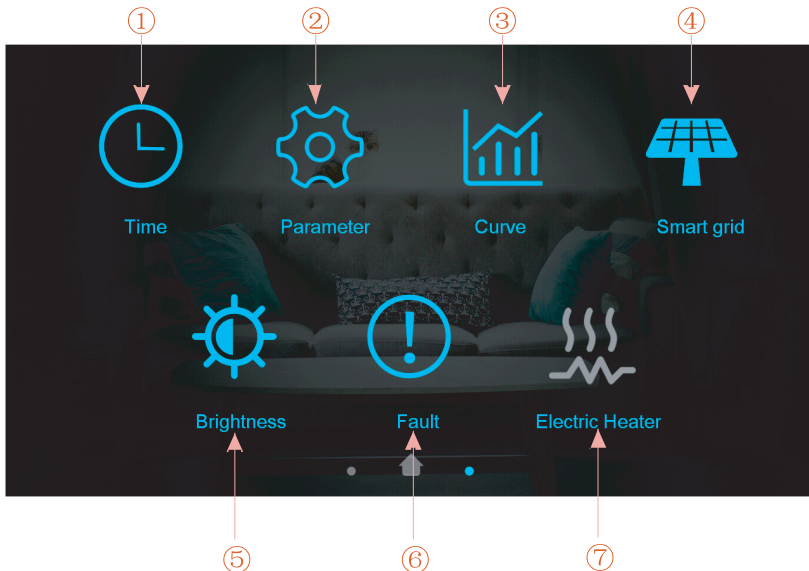 ① ② ③ ④
Time Parameter Curve Smart grid
Brightness Fault Electric Heater
⑤ ⑥ ⑦